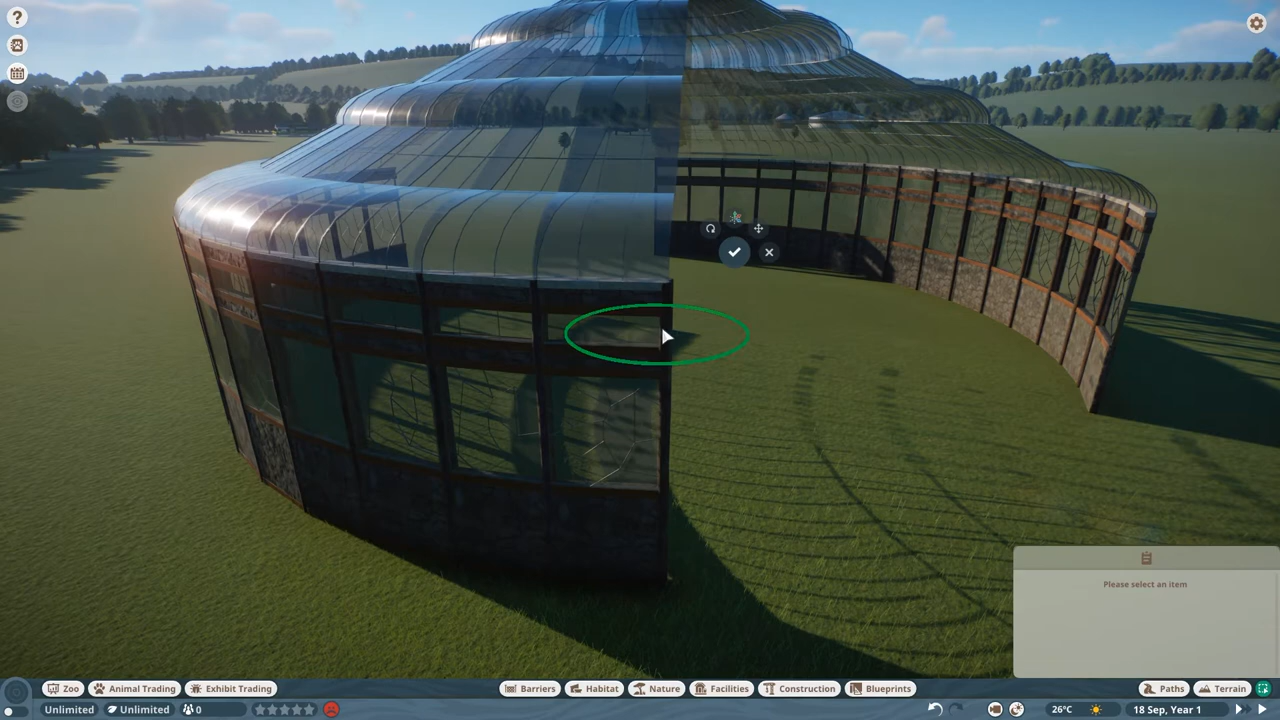 ?
Please select an item
Zoo Animal Trading Exhibit Trading Barriers Habitat Nature Facilities Construction Blueprints Paths Terrain
Unlimited Unlimited 0 26°C 18 Sep, Year 1